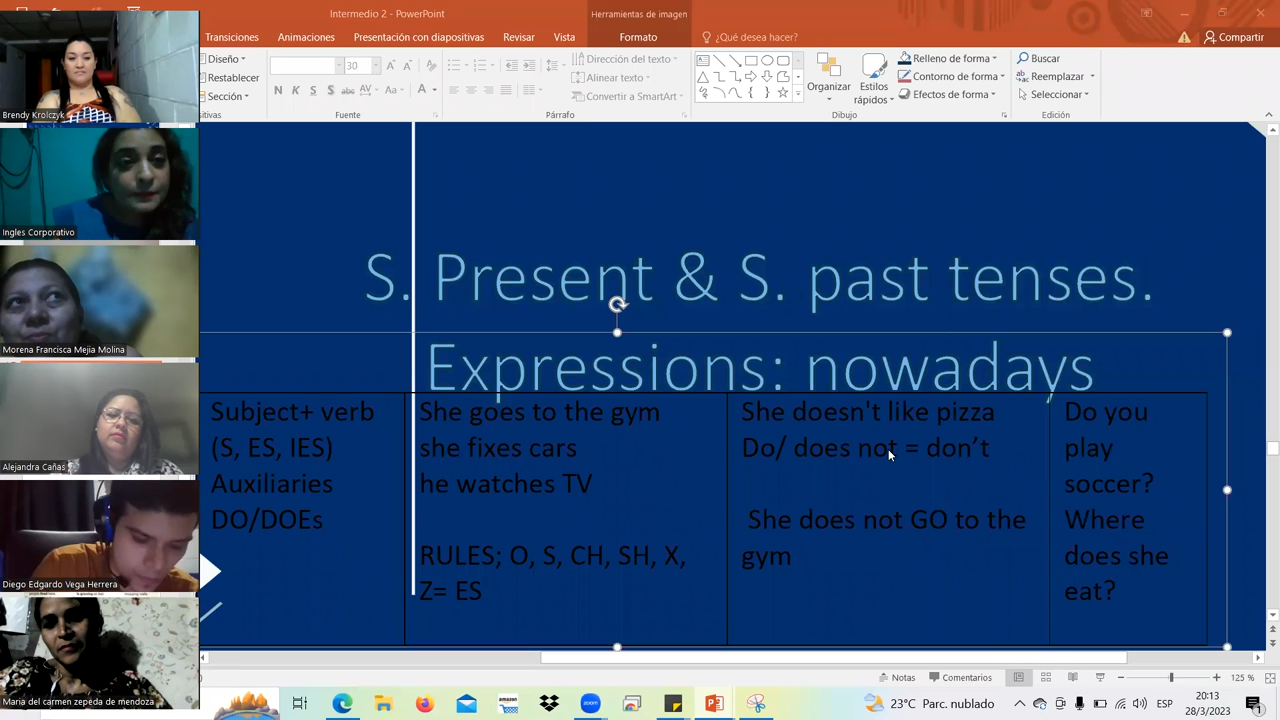 Intermedio 2 - PowerPoint
Herramientas de imagen
Transiciones
Animaciones
Presentación con diapositivas
Revisar
Vista
Formato
¿Qué desea hacer?
Compartir
Diseño
Restablecer
Sección
30
N K S S abc AV Aa A
Dirección del texto
Alinear texto
Convertir a SmartArt
Organizar
Estilos
rápidos
Relleno de forma
Contorno de forma
Efectos de forma
Buscar
Reemplazar
Seleccionar
Fuente
Párrafo
Dibujo
Edición
Brendy Krolczyk
Ingles Corporativo
Morena Francisca Mejia Molina
Alejandra Cañas
Diego Edgardo Vega Herrera
Maria del carmen zepeda de mendoza
S. Present & S. past tenses.
Expressions: nowadays
Subject+ verb
(S, ES, IES)
Auxiliaries
DO/DOEs
She goes to the gym
she fixes cars
he watches TV
RULES; O, S, CH, SH, X,
Z= ES
She doesn't like pizza
Do/ does not = don’t
She does not GO to the
gym
Do you
play
soccer?
Where
does she
eat?
Notas
Comentarios
125 %
zoom
23°C Parc. nublado
ESP
20:13
28/3/2023
1